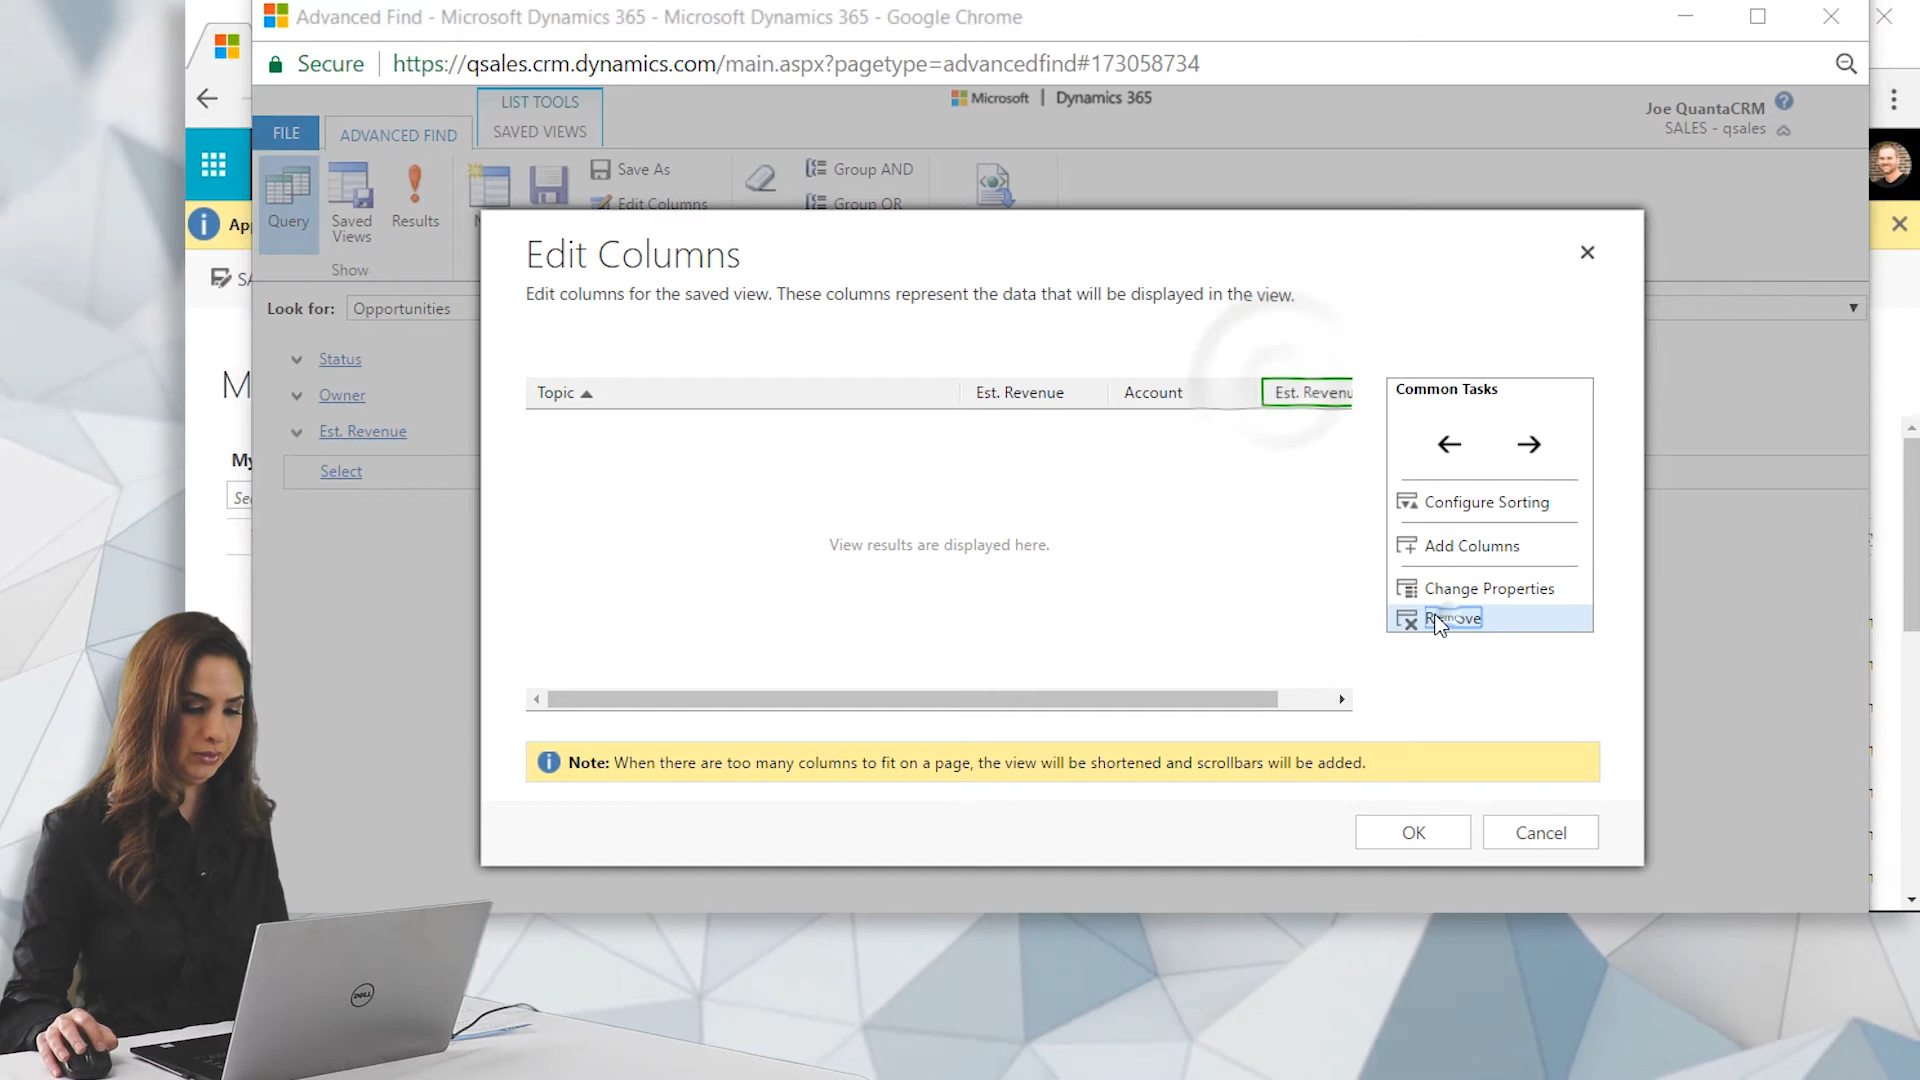 Advanced Find - Microsoft Dynamics 365 - Microsoft Dynamics 365 - Google Chrome
Secure
https://qsales.crm.dynamics.com/main.aspx?pagetype=advancedfind#173058734
LIST TOOLS
Microsoft | Dynamics 365
Joe QuantaCRM
SALES - qsales
FILE
ADVANCED FIND
SAVED VIEWS
Query
Saved Views
Results
Save As
Edit Columns
Group AND
Group OR
Show
Look for:
Opportunities
Status
Owner
Est. Revenue
Select
Edit Columns
Edit columns for the saved view. These columns represent the data that will be displayed in the view.
Topic
Est. Revenue
Account
Est. Revenu
View results are displayed here.
Common Tasks
Configure Sorting
Add Columns
Change Properties
Remove
Note: When there are too many columns to fit on a page, the view will be shortened and scrollbars will be added.
OK
Cancel
App
SA
M
My
Sea
DELL